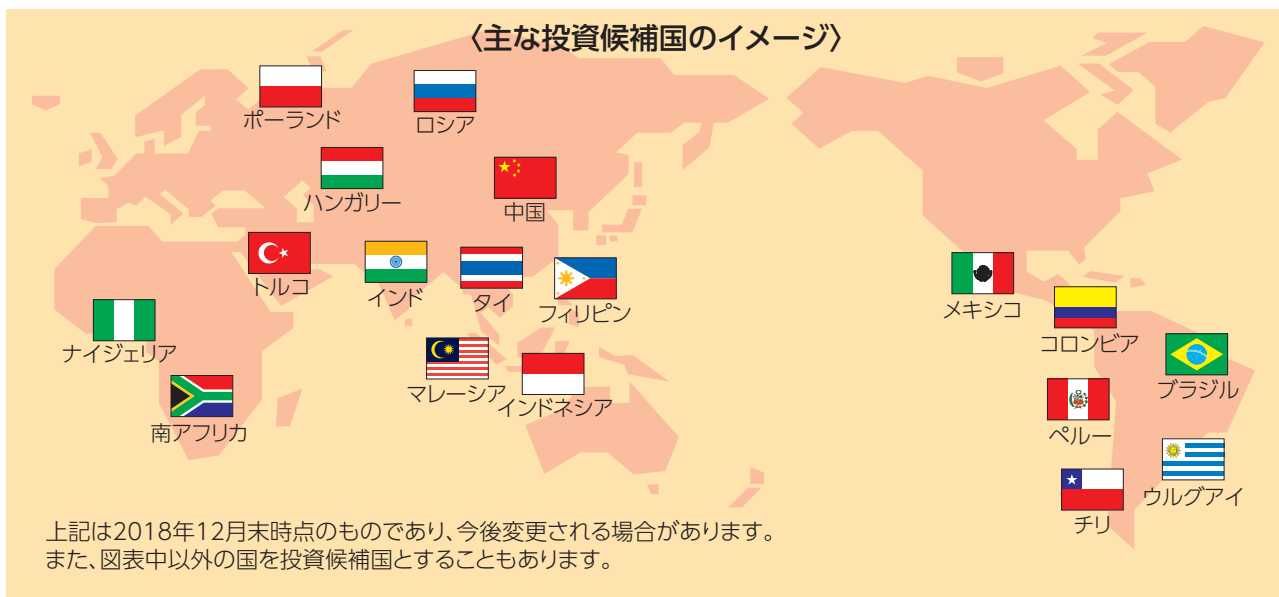 〈主な投資候補国のイメージ〉
ポーランド
ロシア
ハンガリー
中国
トルコ
インド
タイ
フィリピン
メキシコ
コロンビア
ナイジェリア
マレーシア
インドネシア
ブラジル
南アフリカ
ペルー
ウルグアイ
チリ
上記は2018年12月末時点のものであり、今後変更される場合があります。
また、図表中以外の国を投資候補国とすることもあります。